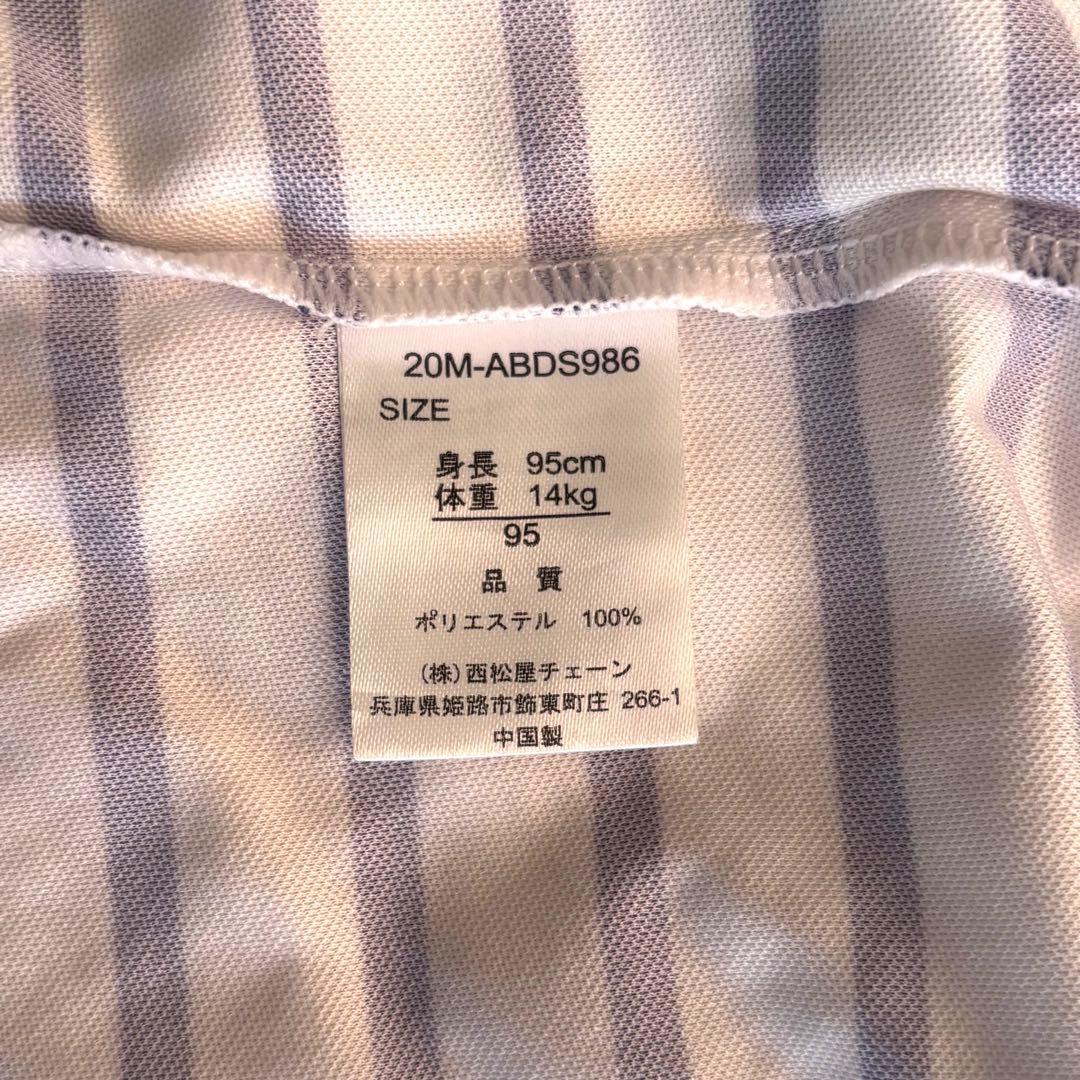 20M-ABDS986
SIZE
身長 95cm
体重 14kg
95
品 質
ポリエステル 100%
(株)西松屋チェーン
兵庫県姫路市飾東町庄 266-1
中国製